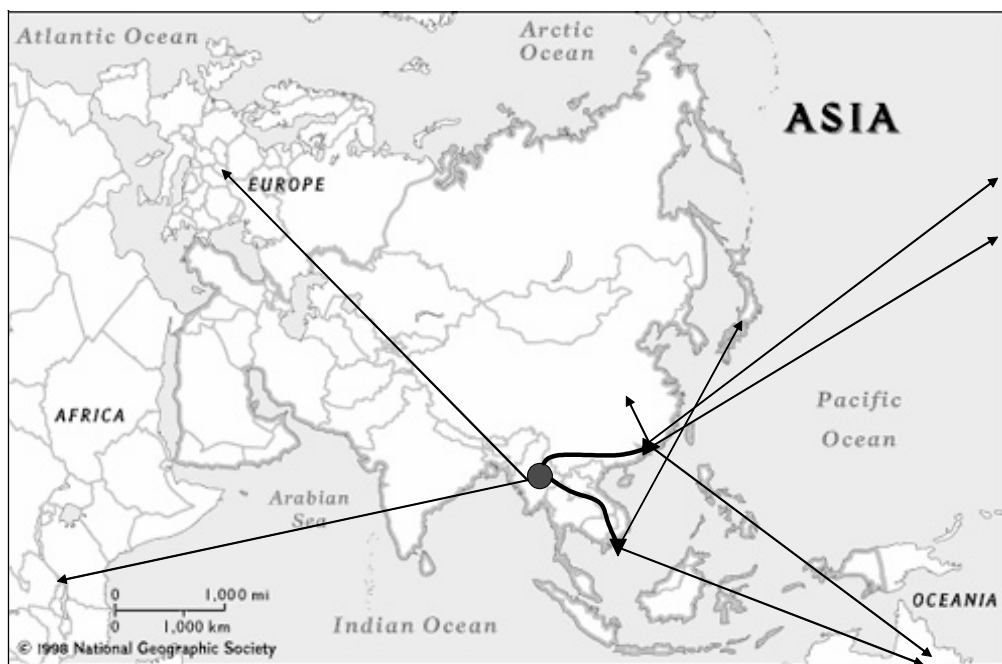 Atlantic Ocean
Arctic
Ocean
ASIA
EUROPE
Pacific
Ocean
AFRICA
Arabian
Sea
0 1,000 mi
0 1,000 km
Indian Ocean
OCEANIA
© 1998 National Geographic Society